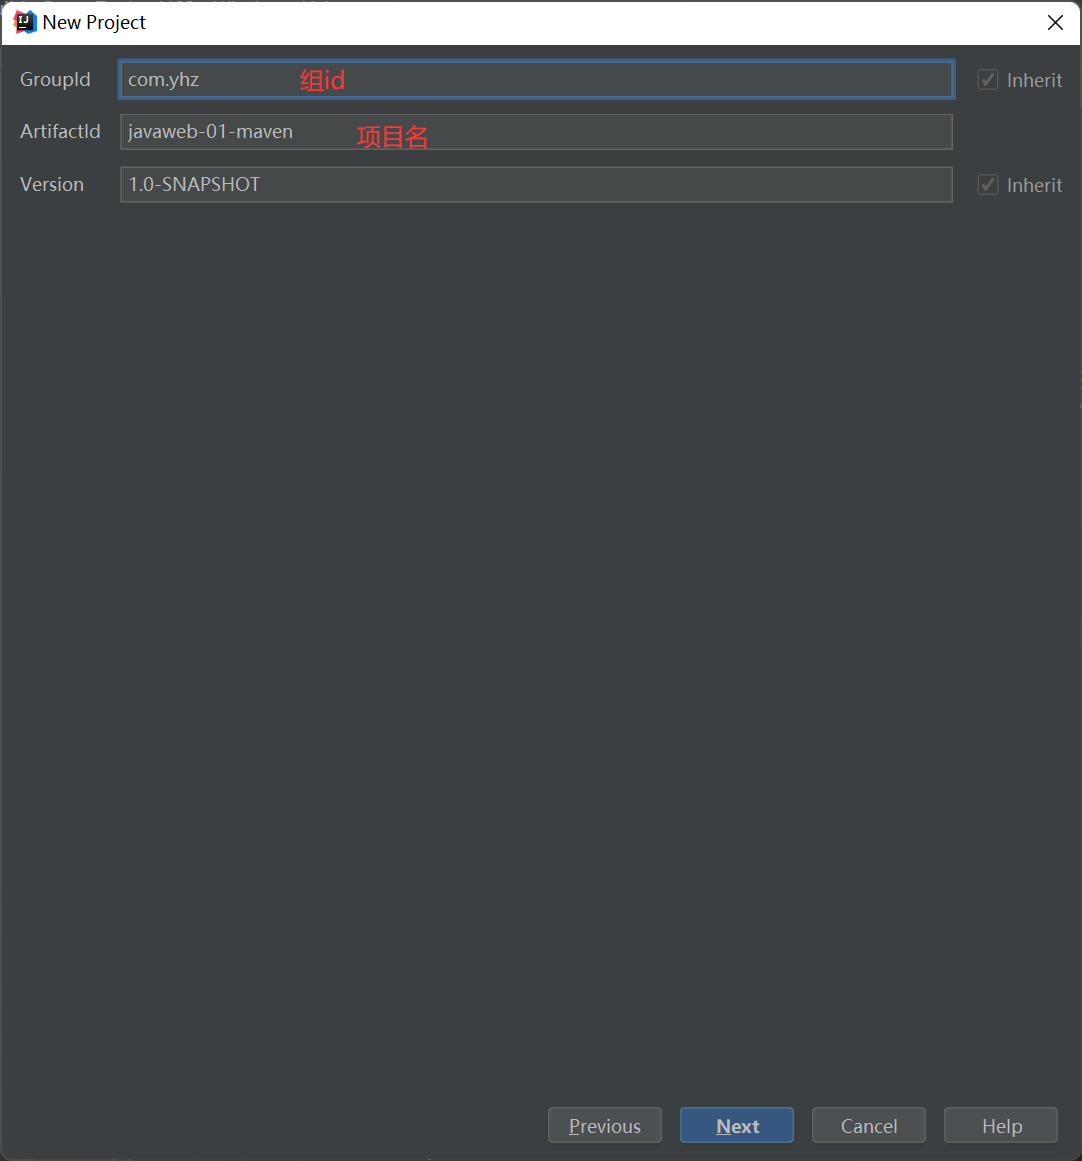 New Project
GroupId com.yhz 组id Inherit
ArtifactId javaweb-01-maven 项目名
Version 1.0-SNAPSHOT Inherit
Previous Next Cancel Help